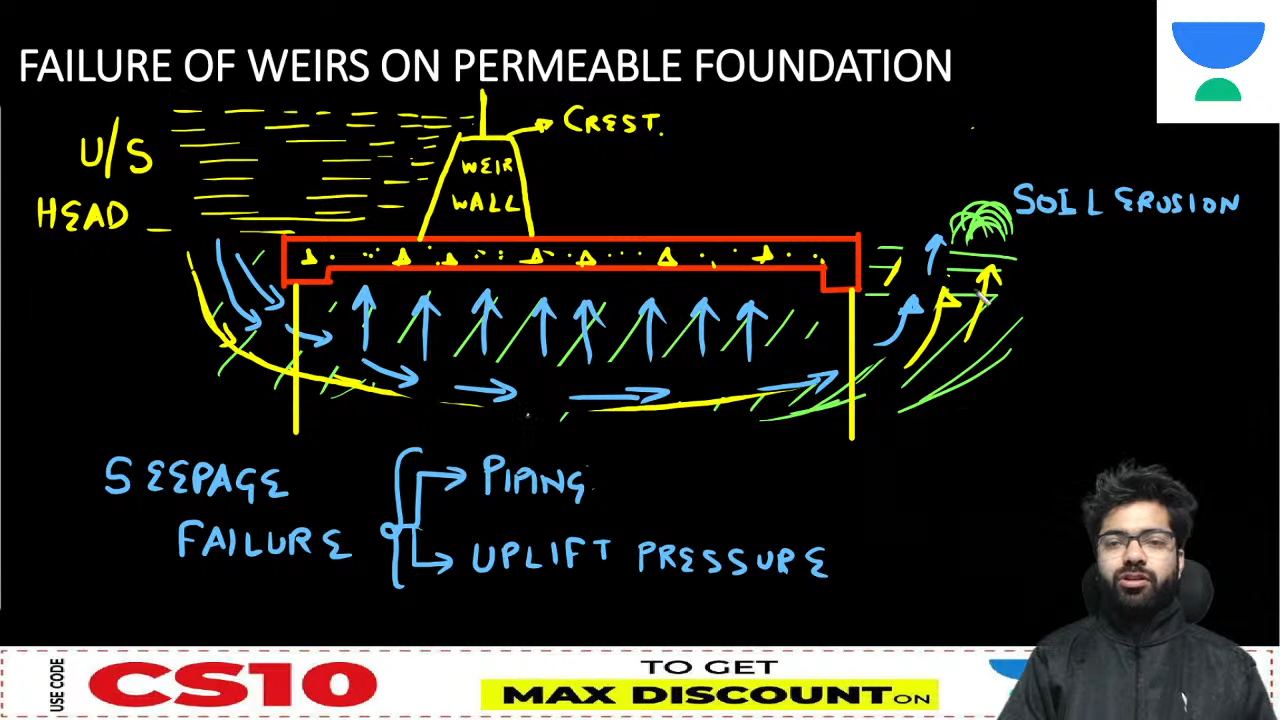 FAILURE OF WEIRS ON PERMEABLE FOUNDATION
CREST.
U/S
HEAD
WEIR
WALL
SOIL EROSION
SEEPAGE
FAILURE
PIPING
UPLIFT PRESSURE
USE CODE
CS10
TO GET
MAX DISCOUNT ON